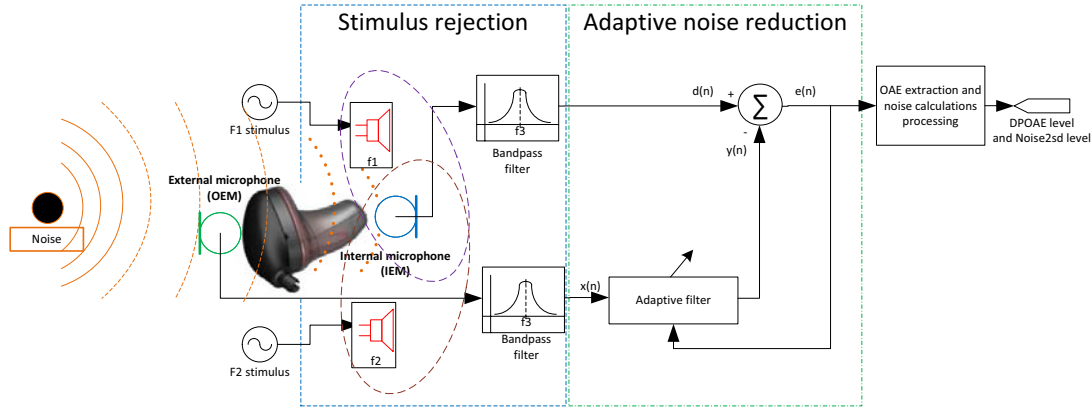 Stimulus rejection
Adaptive noise reduction
F1 stimulus
f1
f3
Bandpass
filter
d(n)
+
Σ
e(n)
-
y(n)
OAE extraction and
noise calculations
processing
DPOAE level
and Noise2sd level
External microphone
(OEM)
Noise
Internal microphone
(IEM)
f3
Bandpass
filter
x(n)
Adaptive filter
F2 stimulus
f2